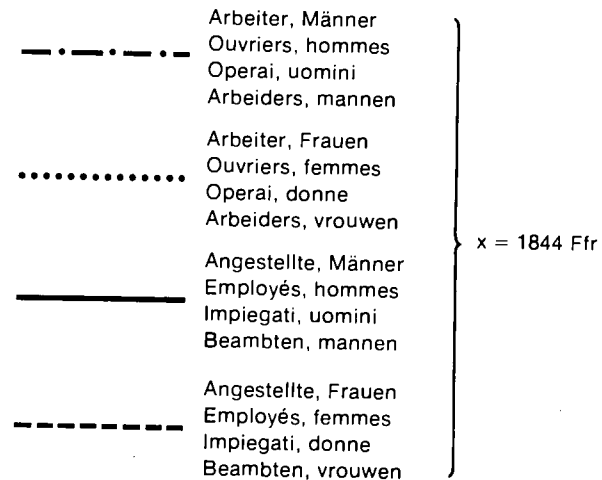 Arbeiter, Männer
Ouvriers, hommes
Operai, uomini
Arbeiders, mannen
Arbeiter, Frauen
Ouvriers, femmes
Operai, donne
Arbeiders, vrouwen
x = 1844 Ffr
Angestellte, Männer
Employés, hommes
Impiegati, uomini
Beambten, mannen
Angestellte, Frauen
Employés, femmes
Impiegati, donne
Beambten, vrouwen